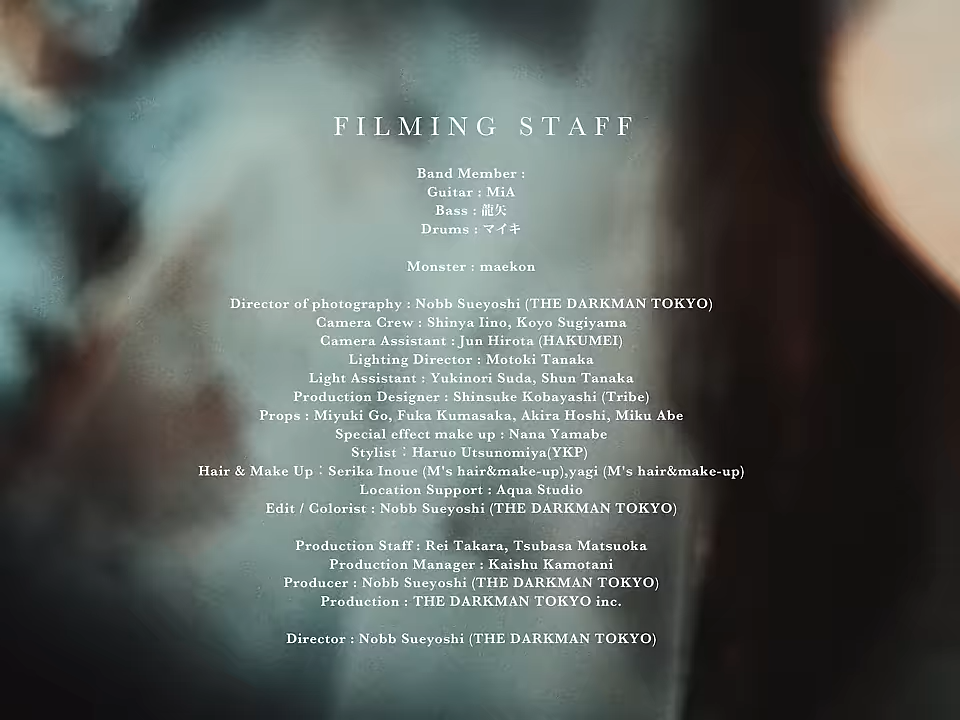 FILMING STAFF
Band Member :
Guitar : MiA
Bass : 龍矢
Drums : マイキ
Monster : maekon
Director of photography : Nobb Sueyoshi (THE DARKMAN TOKYO)
Camera Crew : Shinya Iino, Koyo Sugiyama
Camera Assistant : Jun Hirota (HAKUMEI)
Lighting Director : Motoki Tanaka
Light Assistant : Yukinori Suda, Shun Tanaka
Production Designer : Shinsuke Kobayashi (Tribe)
Props : Miyuki Go, Fuka Kumasaka, Akira Hoshi, Miku Abe
Special effect make up : Nana Yamabe
Stylist：Haruo Utsunomiya(YKP)
Hair & Make Up：Serika Inoue (M's hair&make-up),yagi (M's hair&make-up)
Location Support : Aqua Studio
Edit / Colorist : Nobb Sueyoshi (THE DARKMAN TOKYO)
Production Staff : Rei Takara, Tsubasa Matsuoka
Production Manager : Kaishu Kamotani
Producer : Nobb Sueyoshi (THE DARKMAN TOKYO)
Production : THE DARKMAN TOKYO inc.
Director : Nobb Sueyoshi (THE DARKMAN TOKYO)